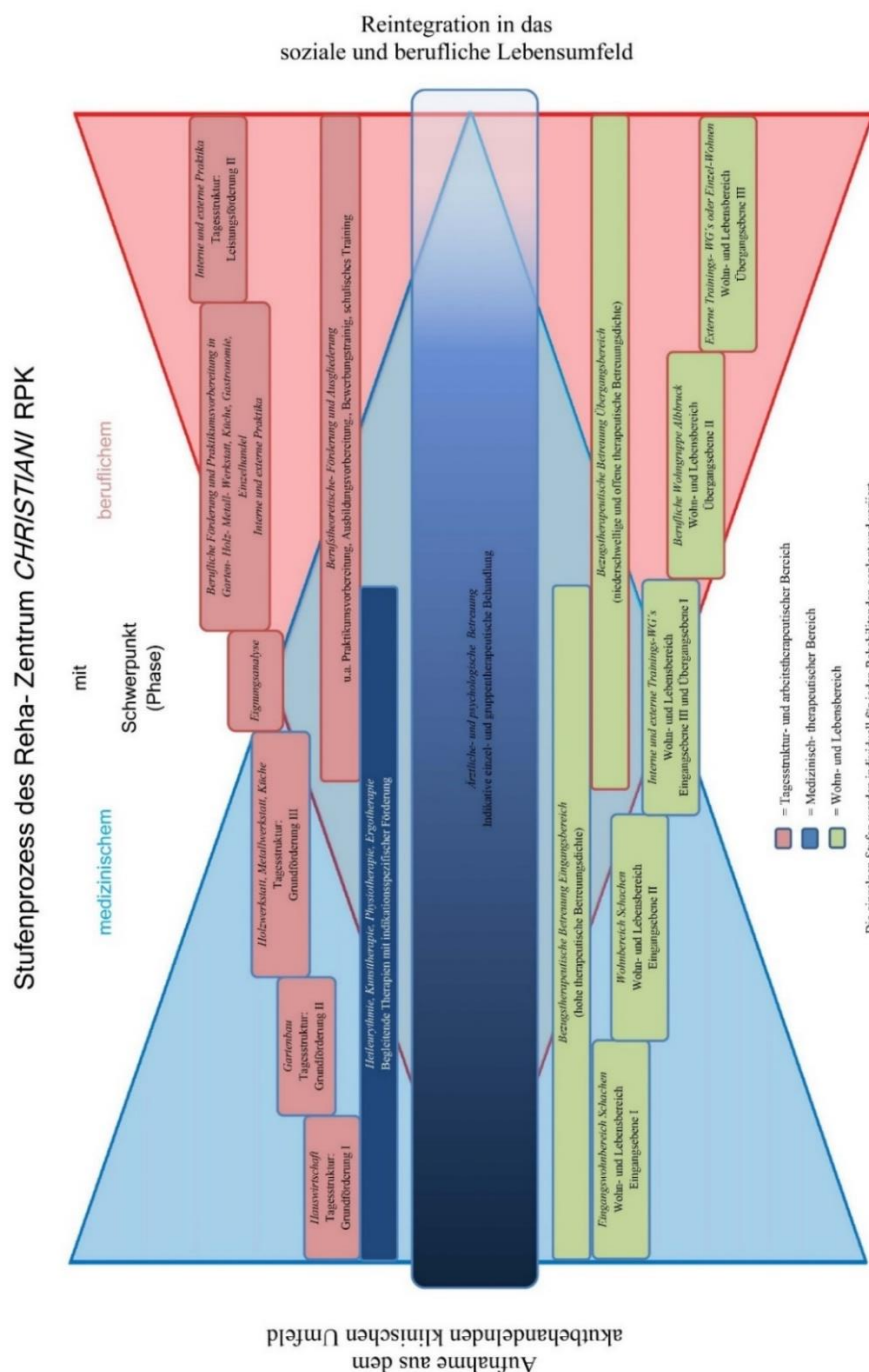 Stufenprozess des Reha- Zentrum CHRISTIANI RPK
mit
Schwerpunkt
(Phase)
medizinischem
beruflichem
Aufnahme aus dem
akutbehandelnden klinischen Umfeld
Reintegration in das
soziale und berufliche Lebensumfeld
Hauswirtschaft
Tagesstruktur:
Grundförderung I
Gartenbau
Tagesstruktur:
Grundförderung II
Holzwerkstatt, Metallwerkstatt, Küche
Tagesstruktur:
Grundförderung III
Eignungsanalyse
Berufliche Förderung und Praktikumsvorbereitung in
Garten- Holz- Metall- Werkstatt, Küche, Gastronomie,
Einzelhandel
Interne und externe Praktika
Interne und externe Praktika
Tagesstruktur:
Leistungsförderung II
Heileurythmie, Kunsttherapie, Physiotherapie, Ergotherapie
Begleitende Therapien mit indikationsspezifischer Förderung
Berufstheoretische- Förderung und Ausgliederung
u.a. Praktikumsvorbereitung, Ausbildungsvorbereitung,, Bewerbungstrainig, schulisches Training
Ärztliche- und psychologische Betreuung
Indikative einzel- und gruppentherapeutische Behandlung
Bezugstherapeutische Betreuung Eingangsbereich
(hohe therapeutische Betreuungsdichte)
Bezugstherapeutische Betreuung Übergangsbereich
(niederschwellige und offene therapeutische Betreuungsdichte)
Eingangswohnbereich Schachen
Wohn- und Lebensbereich
Eingangsebene I
Wohnbereich Schachen
Wohn- und Lebensbereich
Eingangsebene II
Interne und externe Trainings-WG´s
Wohn- und Lebensbereich
Eingangsebene III und Übergangsebene I
Berufliche Wohngruppe Albbruck
Wohn- und Lebensbereich
Übergangsebene II
Externe Trainings- WG´s oder Einzel-Wohnen
Wohn- und Lebensbereich
Übergangsebene III
= Tagesstruktur- und arbeitstherapeutischer Bereich
= Medizinisch- therapeutischer Bereich
= Wohn- und Lebensbereich